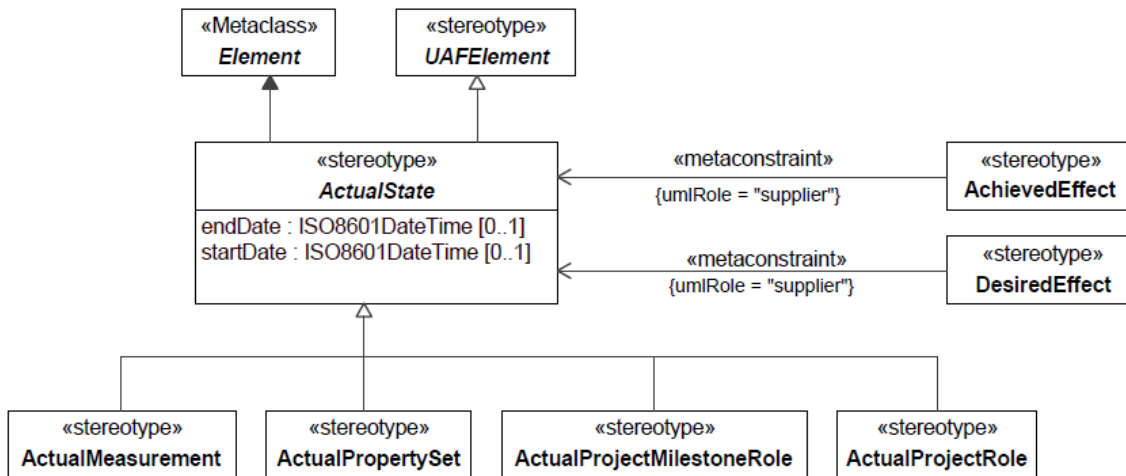 «Metaclass»
Element
«stereotype»
UAFElement
«stereotype»
ActualState
endDate : ISO8601DateTime [0..1]
startDate : ISO8601DateTime [0..1]
«metaconstraint»
{umlRole = "supplier"}
«stereotype»
AchievedEffect
«metaconstraint»
{umlRole = "supplier"}
«stereotype»
DesiredEffect
«stereotype»
ActualMeasurement
«stereotype»
ActualPropertySet
«stereotype»
ActualProjectMilestoneRole
«stereotype»
ActualProjectRole